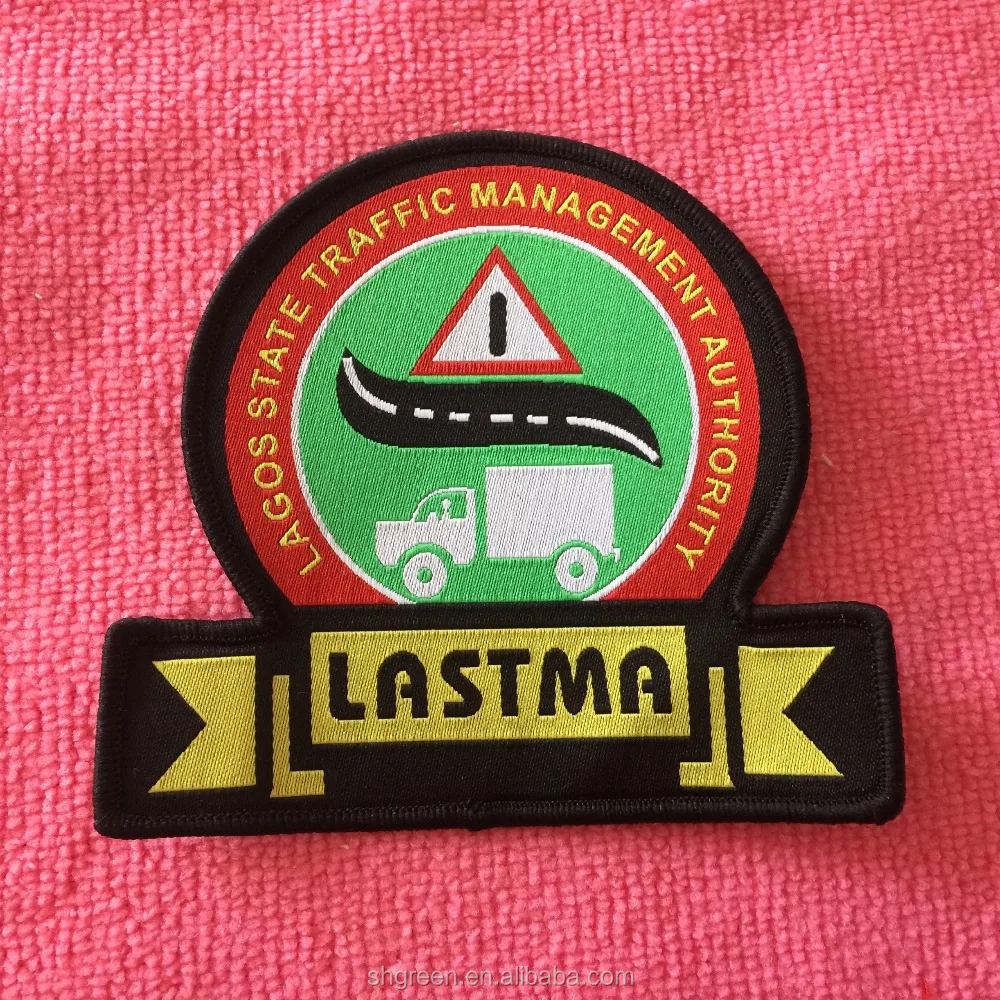 LAGOS STATE TRAFFIC MANAGEMENT AUTHORITY
LASTMA
shgreen.en.alibaba.com